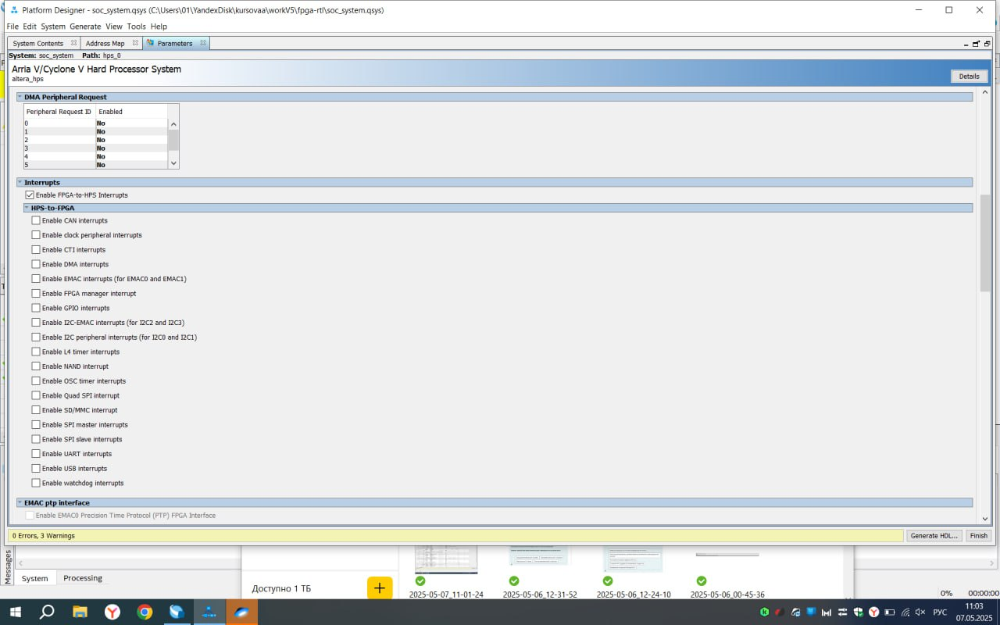 Platform Designer - soc_system.qsys (C:\Users\01\YandexDisk\kursovaa\workV5\fpga-rtl\soc_system.qsys)
File Edit System Generate View Tools Help
System Contents Address Map Parameters
System: soc_system Path: hps_0
Arria V/Cyclone V Hard Processor System
altera_hps
Details
DMA Peripheral Request
Peripheral Request ID Enabled
0 No
1 No
2 No
3 No
4 No
5 No
Interrupts
Enable FPGA-to-HPS Interrupts
HPS-to-FPGA
Enable CAN interrupts
Enable clock peripheral interrupts
Enable CTI interrupts
Enable DMA interrupts
Enable EMAC interrupts (for EMAC0 and EMAC1)
Enable FPGA manager interrupt
Enable GPIO interrupts
Enable I2C-EMAC interrupts (for I2C2 and I2C3)
Enable I2C peripheral interrupts (for I2C0 and I2C1)
Enable L4 timer interrupts
Enable NAND interrupt
Enable OSC timer interrupts
Enable Quad SPI interrupt
Enable SD/MMC interrupt
Enable SPI master interrupts
Enable SPI slave interrupts
Enable UART interrupts
Enable USB interrupts
Enable watchdog interrupts
EMAC ptp interface
Enable EMAC0 Precision Time Protocol (PTP) FPGA Interface
0 Errors, 3 Warnings
Generate HDL... Finish
Messages
System Processing
Доступно 1 ТБ
2025-05-07_11-01-24 2025-05-06_12-31-52 2025-05-06_12-24-10 2025-05-06_00-45-36
0% 00:00:00
РУС
11:03
07.05.2025